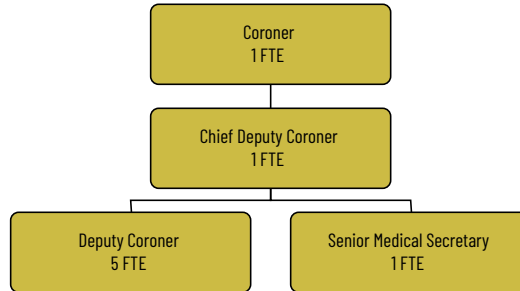 Coroner
1 FTE
Chief Deputy Coroner
1 FTE
Deputy Coroner
5 FTE
Senior Medical Secretary
1 FTE